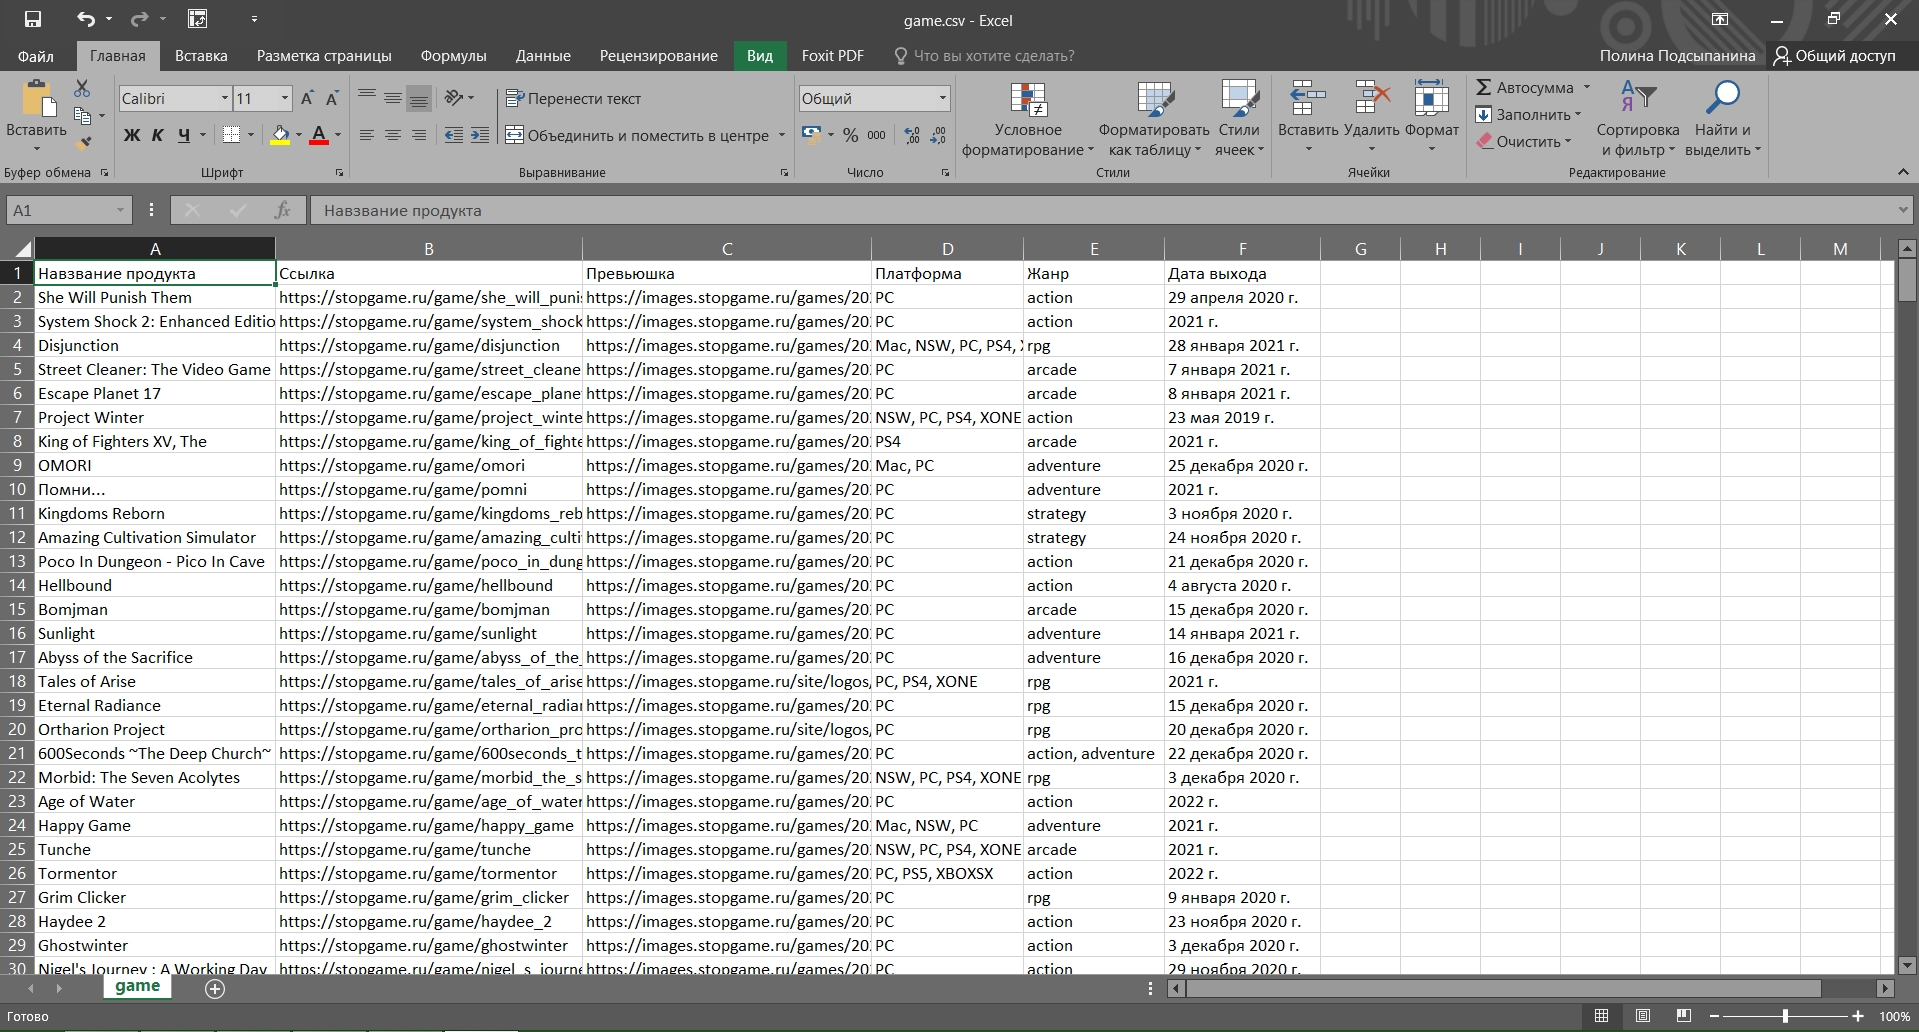 game.csv - Excel
Файл Главная Вставка Разметка страницы Формулы Данные Рецензирование Вид Foxit PDF Что вы хотите сделать? Полина Подсыпанина Общий доступ
Вставить
Буфер обмена
Calibri 11
Ж К Ч А
Шрифт
Перенести текст
Объединить и поместить в центре
Выравнивание
Общий
% 000
Число
Условное форматирование
Форматировать как таблицу
Стили ячеек
Стили
Вставить Удалить Формат
Ячейки
Автосумма
Заполнить
Очистить
Сортировка и фильтр
Найти и выделить
Редактирование
A1 fx Навзвание продукта
A B C D E F G H I J K L M
1 Навзвание продукта Ссылка Превьюшка Платформа Жанр Дата выхода
2 She Will Punish Them https://stopgame.ru/game/she_will_puni https://images.stopgame.ru/games/20 PC action 29 апреля 2020 г.
3 System Shock 2: Enhanced Editio https://stopgame.ru/game/system_shock https://images.stopgame.ru/games/20 PC action 2021 г.
4 Disjunction https://stopgame.ru/game/disjunction https://images.stopgame.ru/games/20 Mac, NSW, PC, PS4, rpg 28 января 2021 г.
5 Street Cleaner: The Video Game https://stopgame.ru/game/street_cleane https://images.stopgame.ru/games/20 PC arcade 7 января 2021 г.
6 Escape Planet 17 https://stopgame.ru/game/escape_plane https://images.stopgame.ru/games/20 PC arcade 8 января 2021 г.
7 Project Winter https://stopgame.ru/game/project_winte https://images.stopgame.ru/games/20 NSW, PC, PS4, XONE action 23 мая 2019 г.
8 King of Fighters XV, The https://stopgame.ru/game/king_of_fighte https://images.stopgame.ru/games/20 PS4 arcade 2021 г.
9 OMORI https://stopgame.ru/game/omori https://images.stopgame.ru/games/20 Mac, PC adventure 25 декабря 2020 г.
10 Помни... https://stopgame.ru/game/pomni https://images.stopgame.ru/games/20 PC adventure 2021 г.
11 Kingdoms Reborn https://stopgame.ru/game/kingdoms_reb https://images.stopgame.ru/games/20 PC strategy 3 ноября 2020 г.
12 Amazing Cultivation Simulator https://stopgame.ru/game/amazing_culti https://images.stopgame.ru/games/20 PC strategy 24 ноября 2020 г.
13 Poco In Dungeon - Pico In Cave https://stopgame.ru/game/poco_in_dung https://images.stopgame.ru/games/20 PC action 21 декабря 2020 г.
14 Hellbound https://stopgame.ru/game/hellbound https://images.stopgame.ru/games/20 PC action 4 августа 2020 г.
15 Bomjman https://stopgame.ru/game/bomjman https://images.stopgame.ru/games/20 PC arcade 15 декабря 2020 г.
16 Sunlight https://stopgame.ru/game/sunlight https://images.stopgame.ru/games/20 PC adventure 14 января 2021 г.
17 Abyss of the Sacrifice https://stopgame.ru/game/abyss_of_the_ https://images.stopgame.ru/games/20 PC adventure 16 декабря 2020 г.
18 Tales of Arise https://stopgame.ru/game/tales_of_arise https://images.stopgame.ru/site/logos, PC, PS4, XONE rpg 2021 г.
19 Eternal Radiance https://stopgame.ru/game/eternal_radia https://images.stopgame.ru/games/20 PC rpg 15 декабря 2020 г.
20 Ortharion Project https://stopgame.ru/game/ortharion_pro https://images.stopgame.ru/site/logos, PC rpg 20 декабря 2020 г.
21 600Seconds ~The Deep Church~ https://stopgame.ru/game/600seconds_t https://images.stopgame.ru/games/20 PC action, adventure 22 декабря 2020 г.
22 Morbid: The Seven Acolytes https://stopgame.ru/game/morbid_the_s https://images.stopgame.ru/games/20 NSW, PC, PS4, XONE rpg 3 декабря 2020 г.
23 Age of Water https://stopgame.ru/game/age_of_water https://images.stopgame.ru/games/20 PC action 2022 г.
24 Happy Game https://stopgame.ru/game/happy_game https://images.stopgame.ru/games/20 Mac, NSW, PC adventure 2021 г.
25 Tunche https://stopgame.ru/game/tunche https://images.stopgame.ru/games/20 NSW, PC, PS4, XONE arcade 2021 г.
26 Tormentor https://stopgame.ru/game/tormentor https://images.stopgame.ru/games/20 PC, PS5, XBOXSX action 2022 г.
27 Grim Clicker https://stopgame.ru/game/grim_clicker https://images.stopgame.ru/games/20 PC rpg 9 января 2020 г.
28 Haydee 2 https://stopgame.ru/game/haydee_2 https://images.stopgame.ru/games/20 PC action 23 ноября 2020 г.
29 Ghostwinter https://stopgame.ru/game/ghostwinter https://images.stopgame.ru/games/20 PC action 3 декабря 2020 г.
30 Nigel's Journey : A Working Day https://stopgame.ru/game/nigel_s_journe https://images.stopgame.ru/games/20 PC action 29 ноября 2020 г.
game
Готово 100%